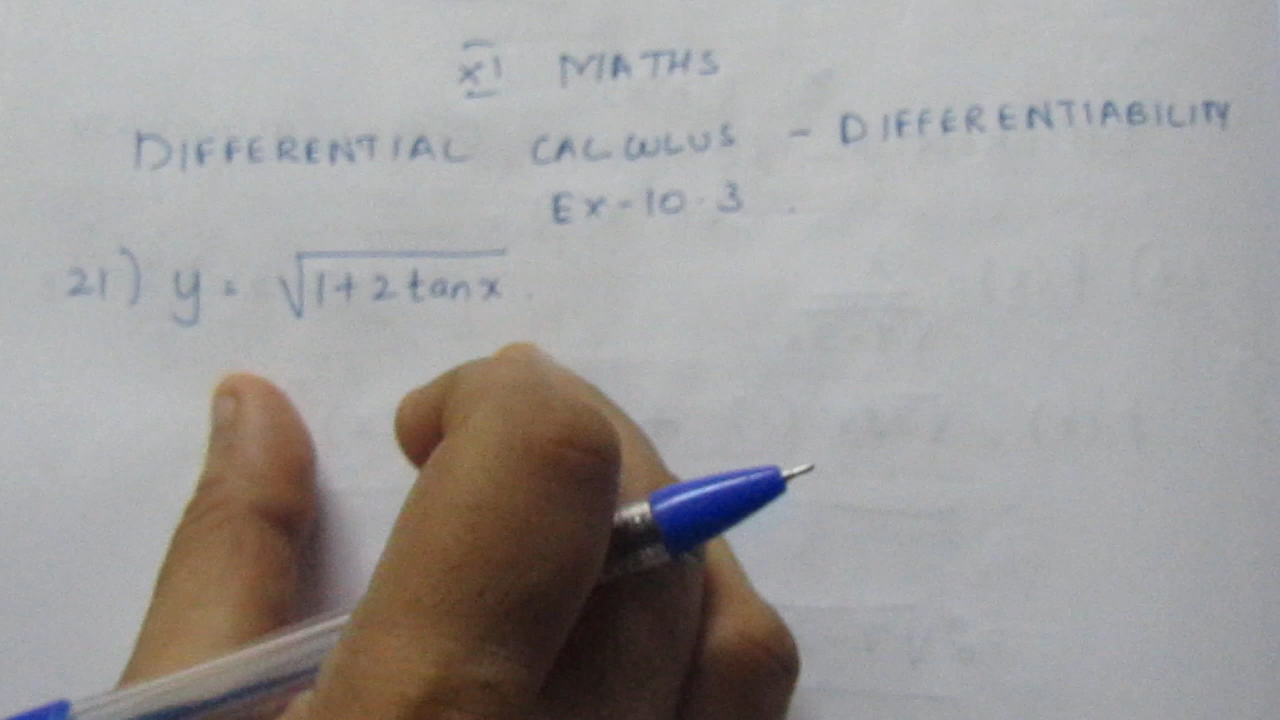 XI MATHS
DIFFERENTIAL CALCULUS - DIFFERENTIABILITY
Ex-10.3.
21) y = √1+2tanx.